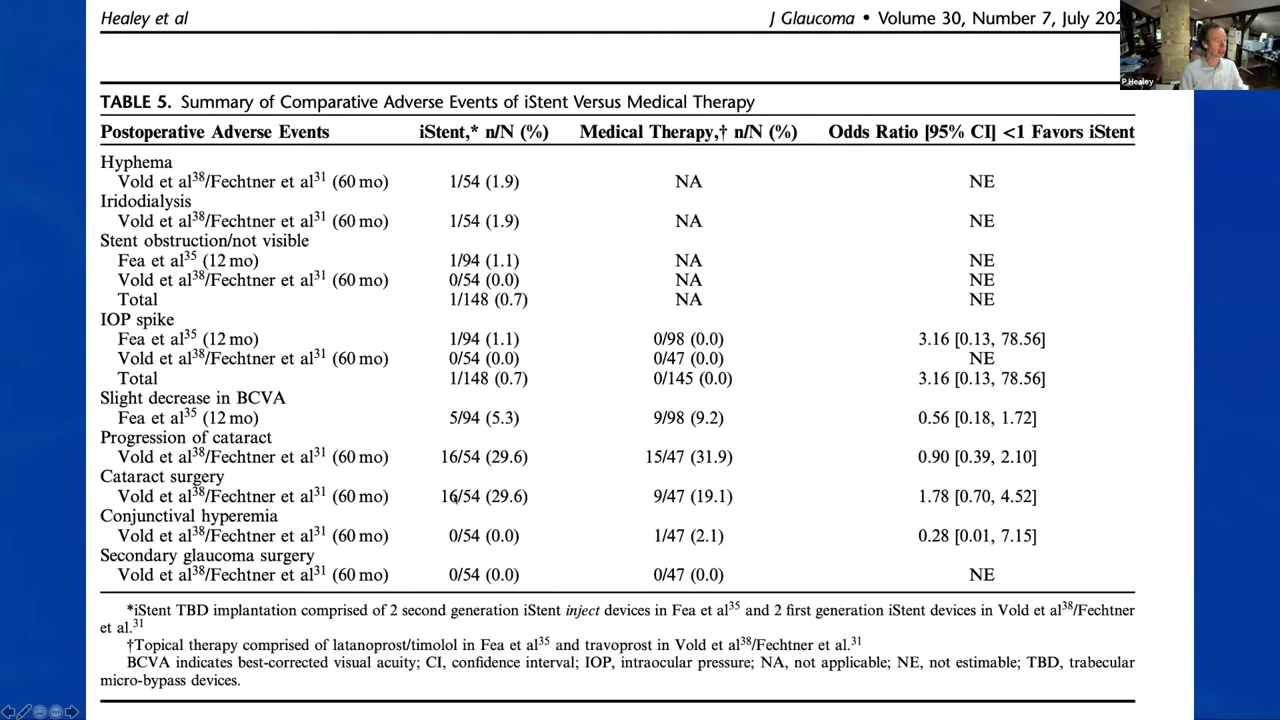 Healey et al
J Glaucoma • Volume 30, Number 7, July 202
P Healey
TABLE 5. Summary of Comparative Adverse Events of iStent Versus Medical Therapy
Postoperative Adverse Events iStent,* n/N (%) Medical Therapy,† n/N (%) Odds Ratio [95% CI] <1 Favors iStent
Hyphema
Vold et al38/Fechtner et al31 (60 mo) 1/54 (1.9) NA NE
Iridodialysis
Vold et al38/Fechtner et al31 (60 mo) 1/54 (1.9) NA NE
Stent obstruction/not visible
Fea et al35 (12 mo) 1/94 (1.1) NA NE
Vold et al38/Fechtner et al31 (60 mo) 0/54 (0.0) NA NE
Total 1/148 (0.7) NA NE
IOP spike
Fea et al35 (12 mo) 1/94 (1.1) 0/98 (0.0) 3.16 [0.13, 78.56]
Vold et al38/Fechtner et al31 (60 mo) 0/54 (0.0) 0/47 (0.0) NE
Total 1/148 (0.7) 0/145 (0.0) 3.16 [0.13, 78.56]
Slight decrease in BCVA
Fea et al35 (12 mo) 5/94 (5.3) 9/98 (9.2) 0.56 [0.18, 1.72]
Progression of cataract
Vold et al38/Fechtner et al31 (60 mo) 16/54 (29.6) 15/47 (31.9) 0.90 [0.39, 2.10]
Cataract surgery
Vold et al38/Fechtner et al31 (60 mo) 16/54 (29.6) 9/47 (19.1) 1.78 [0.70, 4.52]
Conjunctival hyperemia
Vold et al38/Fechtner et al31 (60 mo) 0/54 (0.0) 1/47 (2.1) 0.28 [0.01, 7.15]
Secondary glaucoma surgery
Vold et al38/Fechtner et al31 (60 mo) 0/54 (0.0) 0/47 (0.0) NE
*iStent TBD implantation comprised of 2 second generation iStent inject devices in Fea et al35 and 2 first generation iStent devices in Vold et al38/Fechtner
et al.31
†Topical therapy comprised of latanoprost/timolol in Fea et al35 and travoprost in Vold et al38/Fechtner et al.31
BCVA indicates best-corrected visual acuity; CI, confidence interval; IOP, intraocular pressure; NA, not applicable; NE, not estimable; TBD, trabecular
micro-bypass devices.